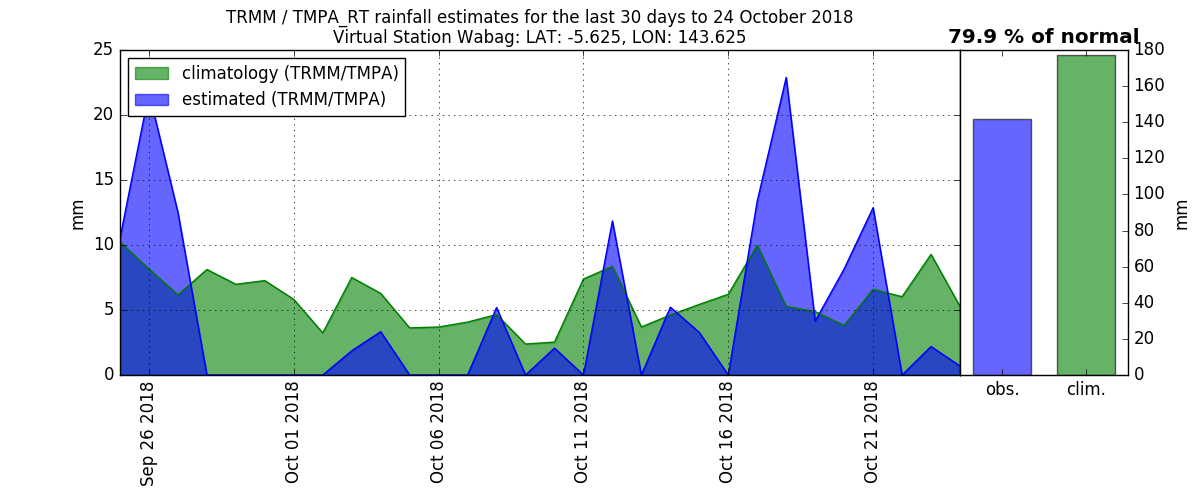 TRMM / TMPA_RT rainfall estimates for the last 30 days to 24 October 2018
Virtual Station Wabag: LAT: -5.625, LON: 143.625
79.9 % of normal
climatology (TRMM/TMPA)
estimated (TRMM/TMPA)
25
20
15
10
5
0
mm
Sep 26 2018
Oct 01 2018
Oct 06 2018
Oct 11 2018
Oct 16 2018
Oct 21 2018
180
160
140
120
100
80
60
40
20
0
mm
obs.
clim.